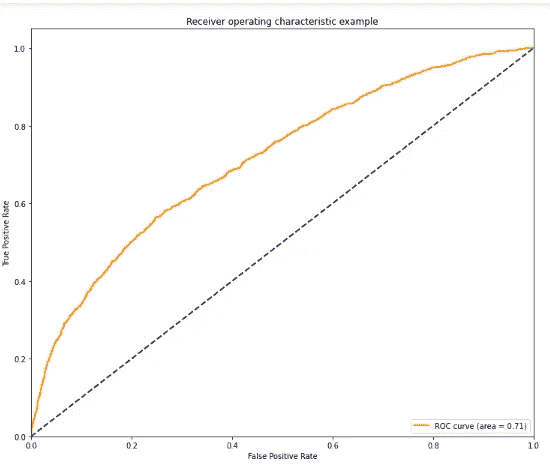 Receiver operating characteristic example
1.0
0.8
0.6
0.4
0.2
0.0
True Positive Rate
0.0 0.2 0.4 0.6 0.8 1.0
False Positive Rate
ROC curve (area = 0.71)